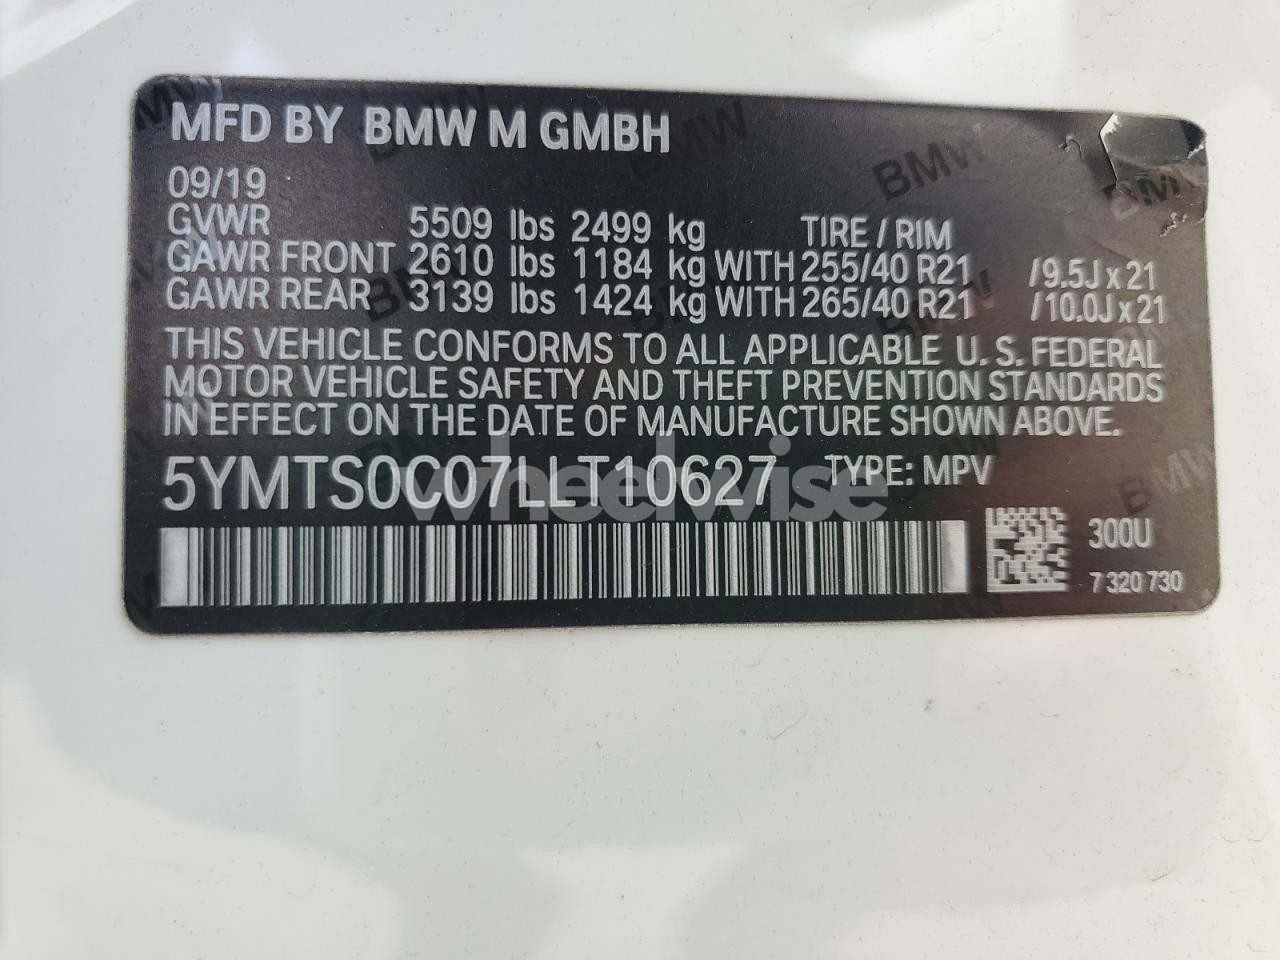 MFD BY BMW M GMBH
09/19
GVWR 5509 lbs 2499 kg TIRE / RIM
GAWR FRONT 2610 lbs 1184 kg WITH 255/40 R21 /9.5J x 21
GAWR REAR 3139 lbs 1424 kg WITH 265/40 R21 /10.0J x 21
THIS VEHICLE CONFORMS TO ALL APPLICABLE U. S. FEDERAL
MOTOR VEHICLE SAFETY AND THEFT PREVENTION STANDARDS
IN EFFECT ON THE DATE OF MANUFACTURE SHOWN ABOVE.
5YMTS0C07LLT10627 TYPE: MPV
wheelwise
300U
7 320 730
BMW
BMW
BMW